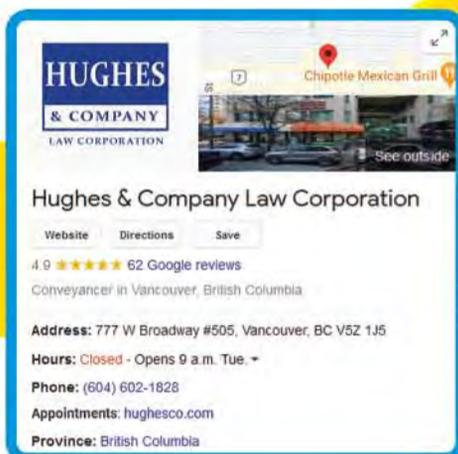 HUGHES
& COMPANY
LAW CORPORATION
7
St
Chipotle Mexican Grill
See outside
Hughes & Company Law Corporation
Website Directions Save
4.9 62 Google reviews
Conveyancer in Vancouver, British Columbia
Address: 777 W Broadway #505, Vancouver, BC V5Z 1J5
Hours: Closed - Opens 9 a.m. Tue.
Phone: (604) 602-1828
Appointments: hughesco.com
Province: British Columbia